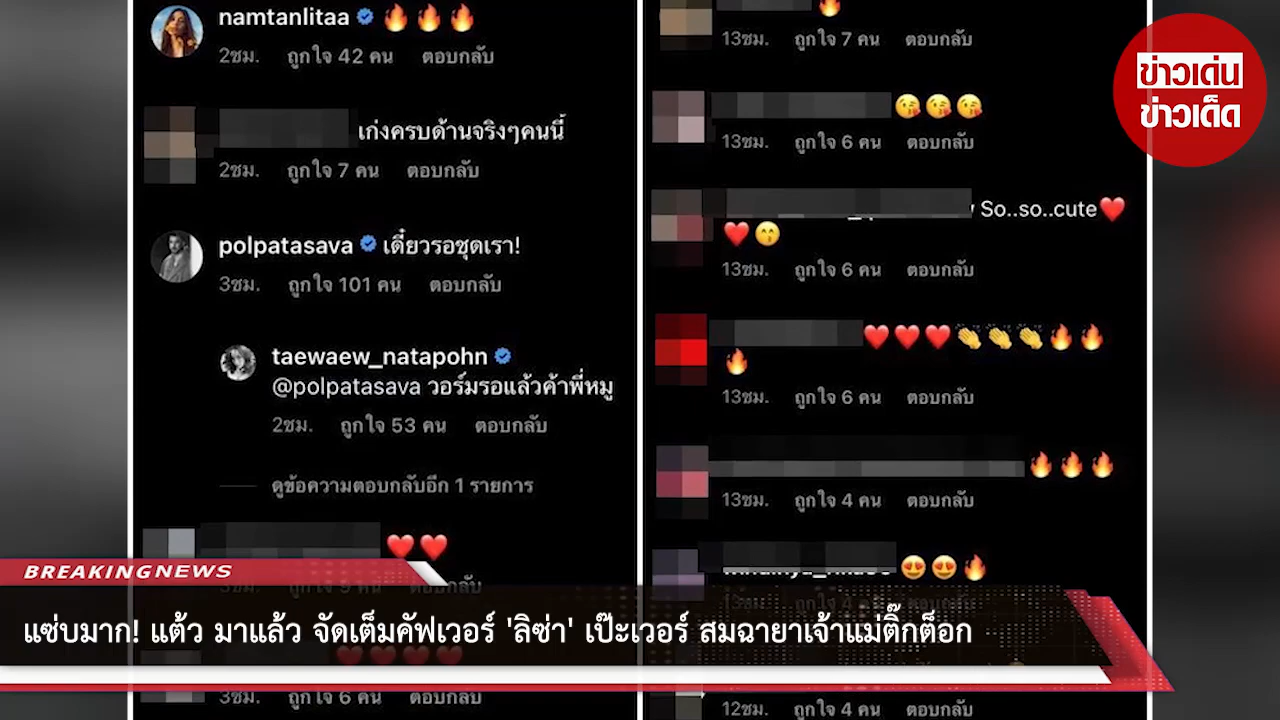 namtanlitaa
2ชม. ถูกใจ 42 คน ตอบกลับ
เก่งครบด้านจริงๆคนนี้
2ชม. ถูกใจ 7 คน ตอบกลับ
polpatasava เดี๋ยวรอชุดเรา!
3ชม. ถูกใจ 101 คน ตอบกลับ
taewaew_natapohn
@polpatasava วอร์มรอแล้วค้าพี่หมู
2ชม. ถูกใจ 53 คน ตอบกลับ
ดูข้อความตอบกลับอีก 1 รายการ
3ชม. ถูกใจ 6 คน ตอบกลับ
13ชม. ถูกใจ 7 คน ตอบกลับ
13ชม. ถูกใจ 6 คน ตอบกลับ
So..so..cute
13ชม. ถูกใจ 6 คน ตอบกลับ
13ชม. ถูกใจ 6 คน ตอบกลับ
13ชม. ถูกใจ 4 คน ตอบกลับ
12ชม. ถูกใจ 4 คน ตอบกลับ
ข่าวเด่น
ข่าวเด็ด
BREAKING NEWS
แซ่บมาก! แต้ว มาแล้ว จัดเต็มคัฟเวอร์ 'ลิซ่า' เป๊ะเวอร์ สมฉายาเจ้าแม่ติ๊กต็อก